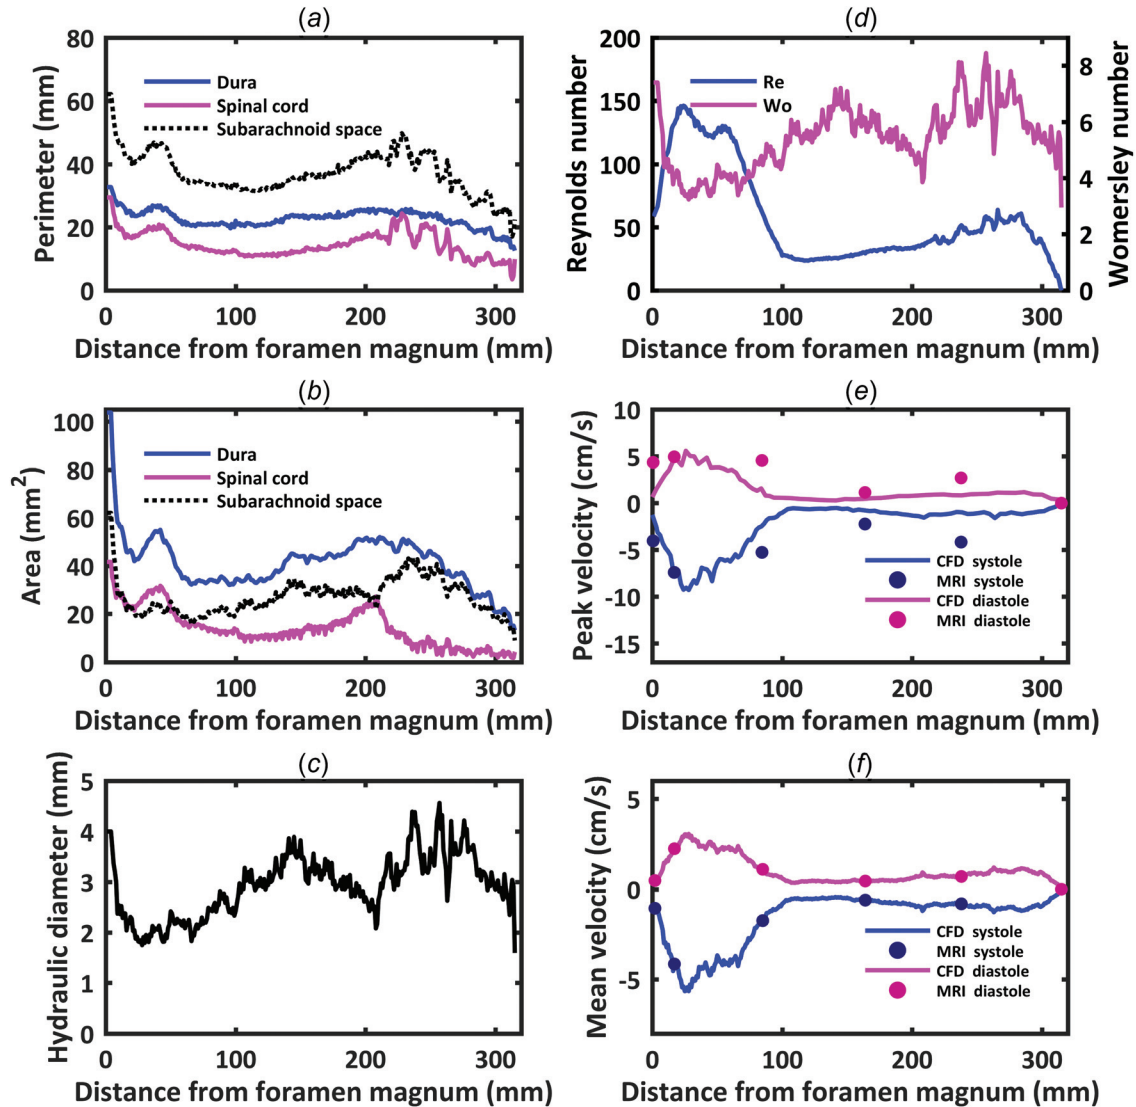 (a)
80
60
40
20
0
Perimeter (mm)
Dura
Spinal cord
Subarachnoid space
0 100 200 300
Distance from foramen magnum (mm)
(d)
200
150
100
50
0
Reynolds number
Re
Wo
8
6
4
2
0
Womersley number
0 100 200 300
Distance from foramen magnum (mm)
(b)
100
80
60
40
20
0
Area (mm²)
Dura
Spinal cord
Subarachnoid space
0 100 200 300
Distance from foramen magnum (mm)
(e)
10
5
0
-5
-10
-15
Peak velocity (cm/s)
CFD systole
MRI systole
CFD diastole
MRI diastole
0 100 200 300
Distance from foramen magnum (mm)
(c)
5
4
3
2
1
0
Hydraulic diameter (mm)
0 100 200 300
Distance from foramen magnum (mm)
(f)
5
0
-5
Mean velocity (cm/s)
CFD systole
MRI systole
CFD diastole
MRI diastole
0 100 200 300
Distance from foramen magnum (mm)